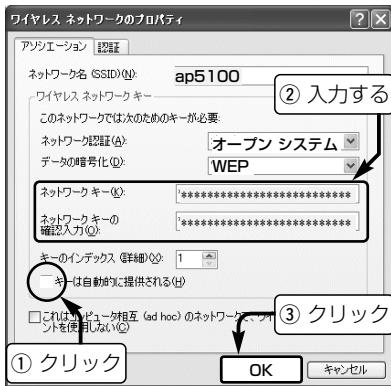 ワイヤレス ネットワークのプロパティ
アソシエーション 認証
ネットワーク名 (SSID)(N): ap5100
ワイヤレス ネットワーク キー
② 入力する
このネットワークでは次のためのキーが必要:
ネットワーク認証(A): オープン システム
データの暗号化(D): WEP
ネットワーク キー(K): **************************
ネットワーク キーの
確認入力(O): **************************
キーのインデックス (詳細)(X): 1
キーは自動的に提供される(H)
これはコンピュータ相互 (ad hoc) のネットワークで、ワイ
ントを使用しない(C)
③ クリック
① クリック
OK キャンセル